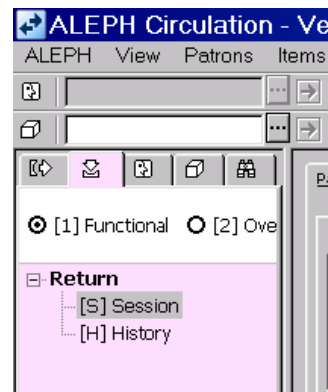 ALEPH Circulation - Ve
ALEPH View Patrons Items
[1] Functional [2] Ove
Return
[S] Session
[H] History